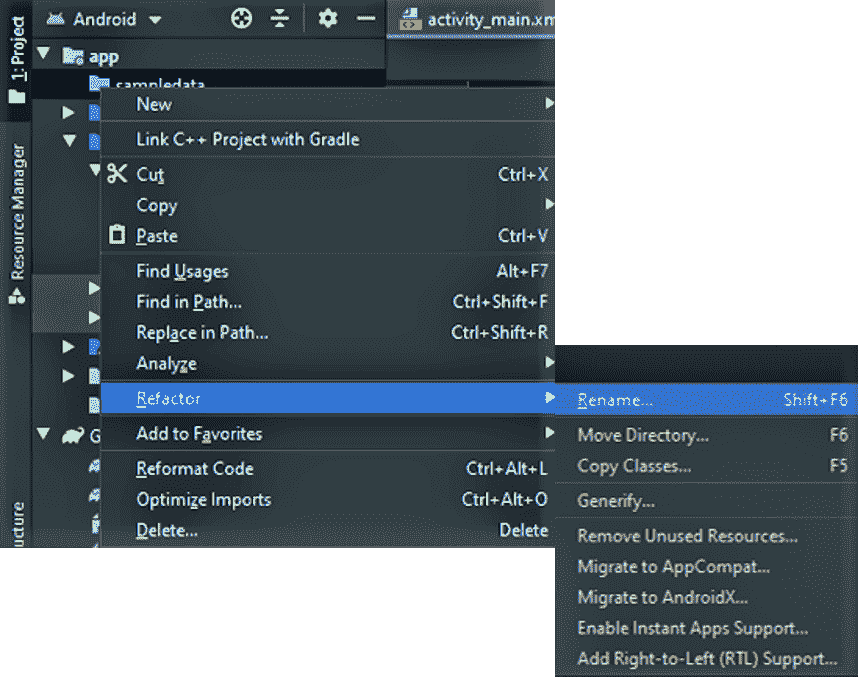 1: Project
Resource Manager
ucture
Android
activity_main.xm
app
sampledata
G
New
Link C++ Project with Gradle
Cut Ctrl+X
Copy
Paste Ctrl+V
Find Usages Alt+F7
Find in Path... Ctrl+Shift+F
Replace in Path... Ctrl+Shift+R
Analyze
Refactor
Add to Favorites
Reformat Code Ctrl+Alt+L
Optimize Imports Ctrl+Alt+O
Delete... Delete
Rename... Shift+F6
Move Directory... F6
Copy Classes... F5
Generify...
Remove Unused Resources...
Migrate to AppCompat...
Migrate to AndroidX...
Enable Instant Apps Support...
Add Right-to-Left (RTL) Support...